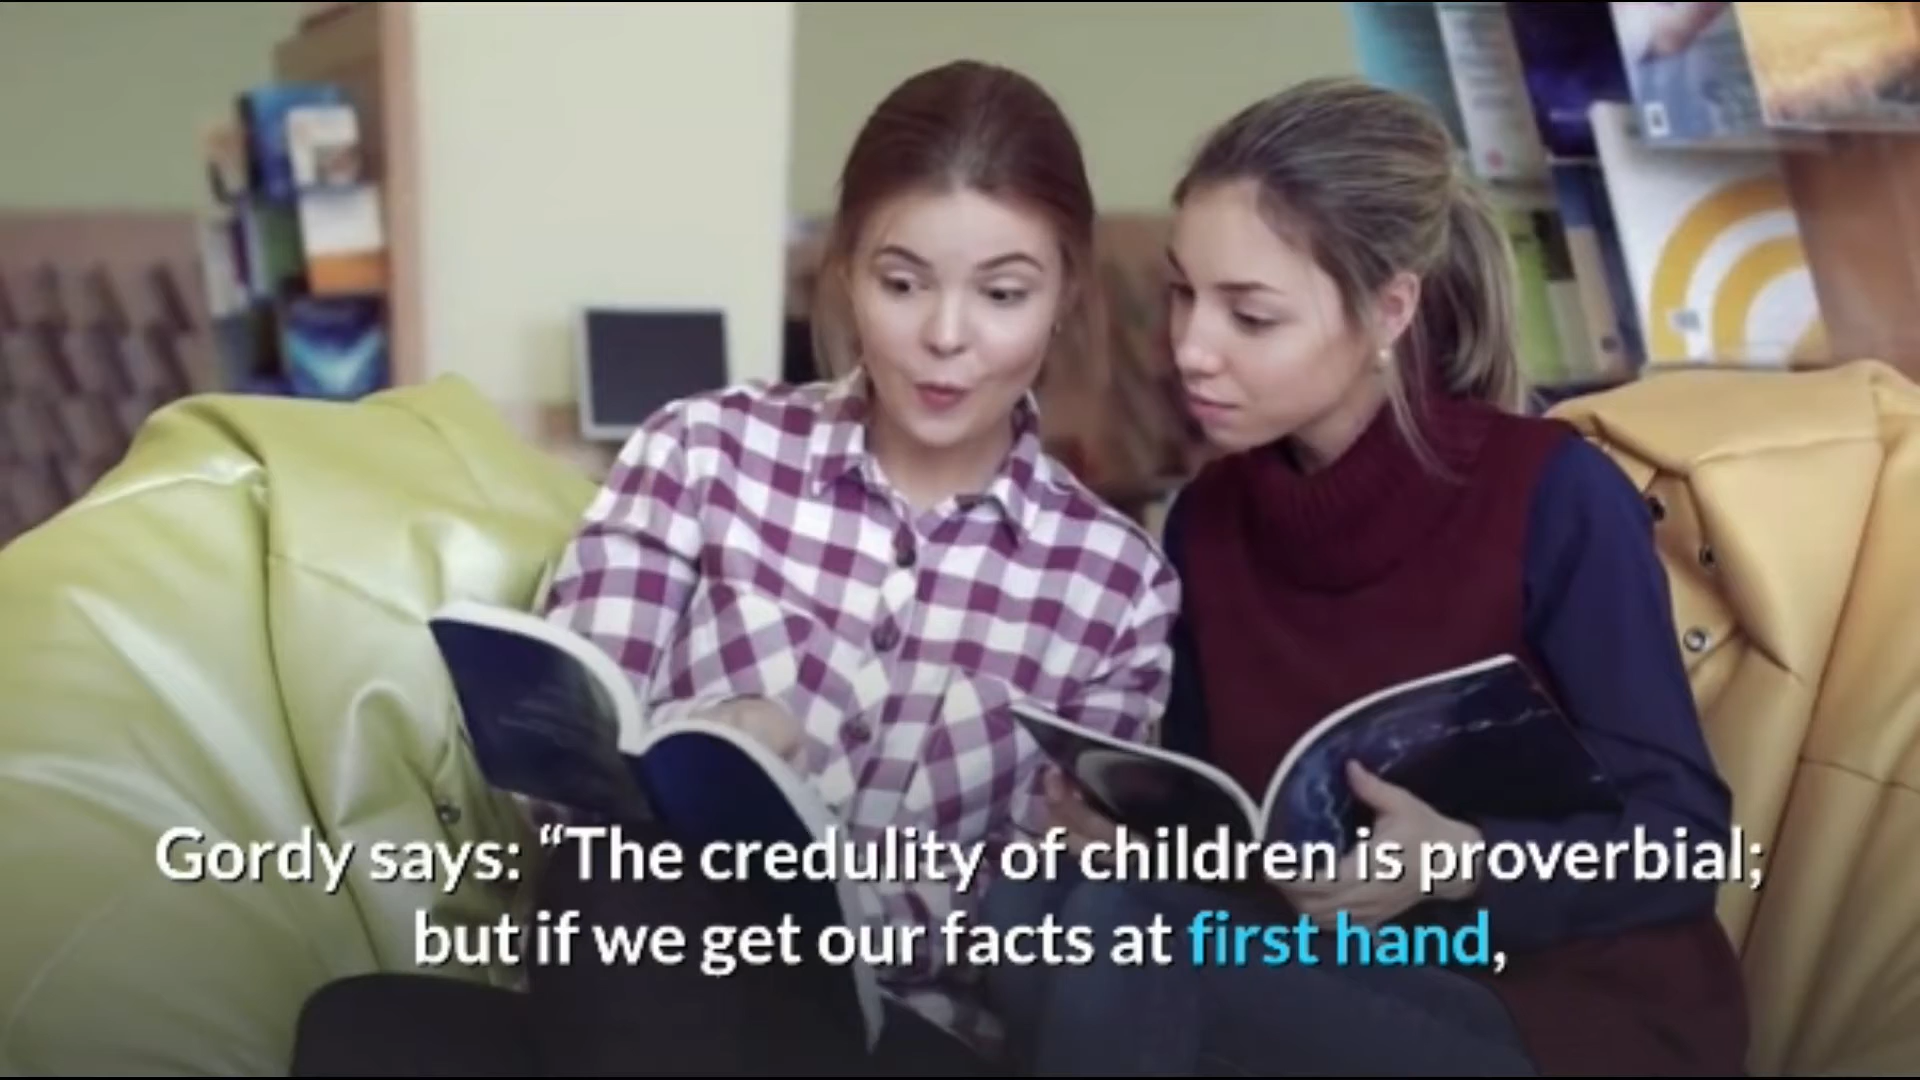 Gordy says: “The credulity of children is proverbial;
but if we get our facts at first hand,